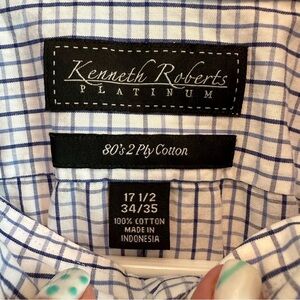 Kenneth Roberts
PLATINUM
80's 2 Ply Cotton
17 1/2
34/35
100% COTTON
MADE IN
INDONESIA